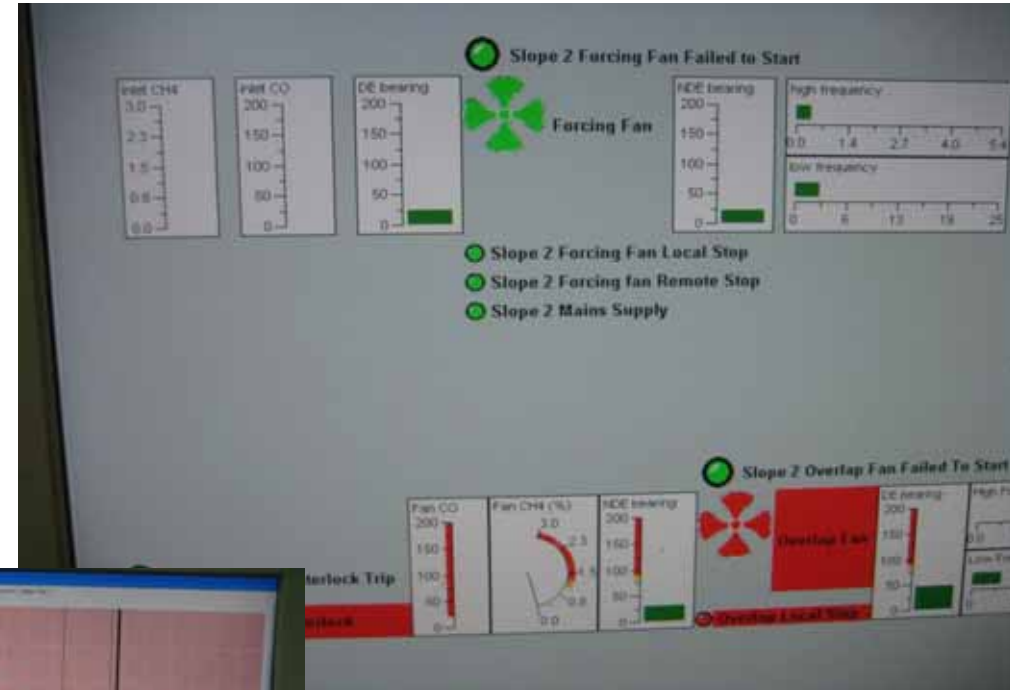 Slope 2 Forcing Fan Failed to Start
inlet CH4
3.0
2.3
1.5
0.8
0.0
inlet CO
200
150
100
50
0
DE bearing
200
150
100
50
0
Forcing Fan
NDE bearing
200
150
100
50
0
high frequency
0.0 1.4 2.7 4.0 5.4
low frequency
0 6 13 19 25
Slope 2 Forcing Fan Local Stop
Slope 2 Forcing fan Remote Stop
Slope 2 Mains Supply
Slope 2 Overlap Fan Failed To Start
terlock Trip
Fan CO
200
150
100
50
0
Fan CH4 (%)
3.0
2.3
1.5
0.8
0.0
NDE bearing
200
150
100
50
0
Overlap Fan
DE bearing
200
150
100
50
0
High
0.0
Low
0
Overlap Local Stop